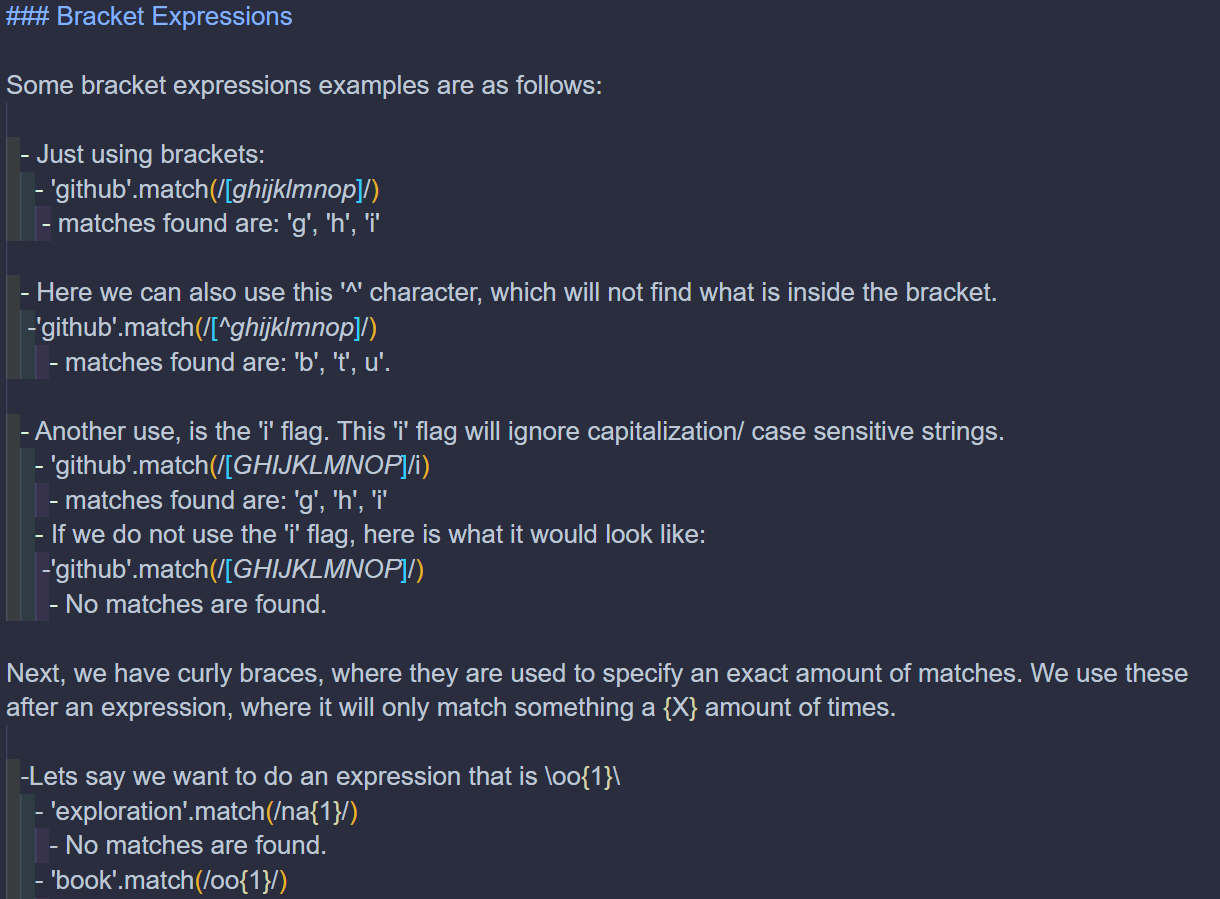 ### Bracket Expressions
Some bracket expressions examples are as follows:
- Just using brackets:
- 'github'.match(/[ghijklmnop]/)
- matches found are: 'g', 'h', 'i'
- Here we can also use this '^' character, which will not find what is inside the bracket.
-'github'.match(/[^ghijklmnop]/)
- matches found are: 'b', 't', u'.
- Another use, is the 'i' flag. This 'i' flag will ignore capitalization/ case sensitive strings.
- 'github'.match(/[GHIJKLMNOP]/i)
- matches found are: 'g', 'h', 'i'
- If we do not use the 'i' flag, here is what it would look like:
-'github'.match(/[GHIJKLMNOP]/)
- No matches are found.
Next, we have curly braces, where they are used to specify an exact amount of matches. We use these
after an expression, where it will only match something a {X} amount of times.
-Lets say we want to do an expression that is \oo{1}\
- 'exploration'.match(/na{1}/)
- No matches are found.
- 'book'.match(/oo{1}/)